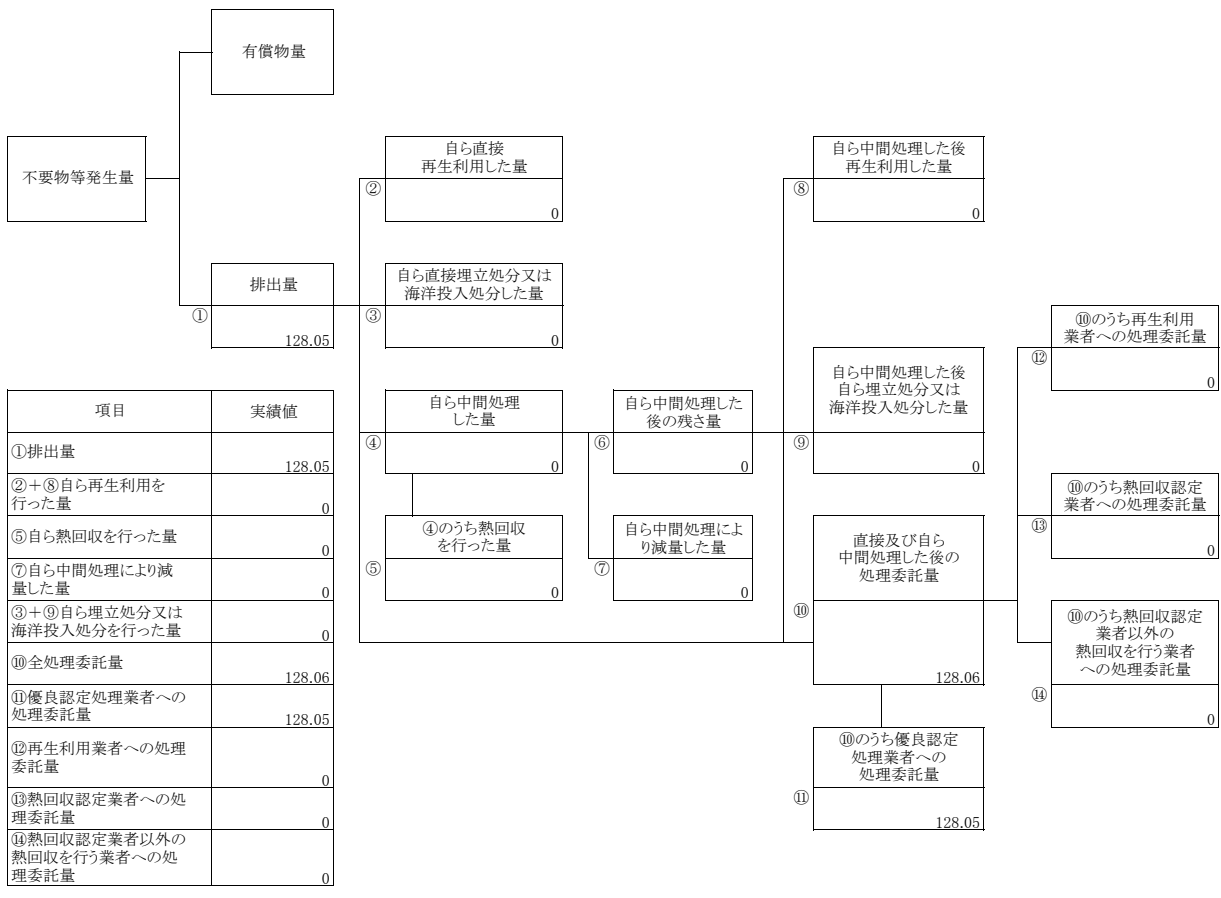 有償物量
不要物等発生量
排出量
①
128.05
自ら直接
再生利用した量
②
0
自ら直接埋立処分又は
海洋投入処分した量
③
0
自ら中間処理
した量
④
0
④のうち熱回収
を行った量
⑤
0
自ら中間処理した
後の残さ量
⑥
0
自ら中間処理によ
り減量した量
⑦
0
自ら中間処理した後
再生利用した量
⑧
0
自ら中間処理した後
自ら埋立処分又は
海洋投入処分した量
⑨
0
直接及び自ら
中間処理した後の
処理委託量
⑩
128.06
⑩のうち優良認定
処理業者への
処理委託量
⑪
128.05
⑩のうち再生利用
業者への処理委託量
⑫
0
⑩のうち熱回収認定
業者への処理委託量
⑬
0
⑩のうち熱回収認定
業者以外の
熱回収を行う業者
への処理委託量
⑭
0
項目 実績値
①排出量
128.05
②＋⑧自ら再生利用を
行った量
0
⑤自ら熱回収を行った量
0
⑦自ら中間処理により減
量した量
0
③＋⑨自ら埋立処分又は
海洋投入処分を行った量
0
⑩全処理委託量
128.06
⑪優良認定処理業者への
処理委託量
128.05
⑫再生利用業者への処理
委託量
0
⑬熱回収認定業者への処
理委託量
0
⑭熱回収認定業者以外の
熱回収を行う業者への処
理委託量
0